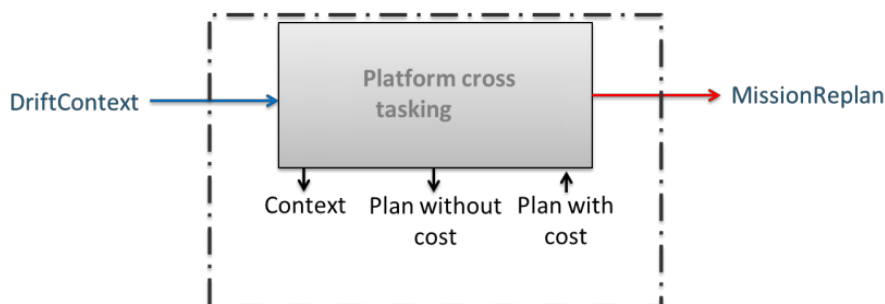 Platform cross
tasking
DriftContext
MissionReplan
Context
Plan without
cost
Plan with
cost